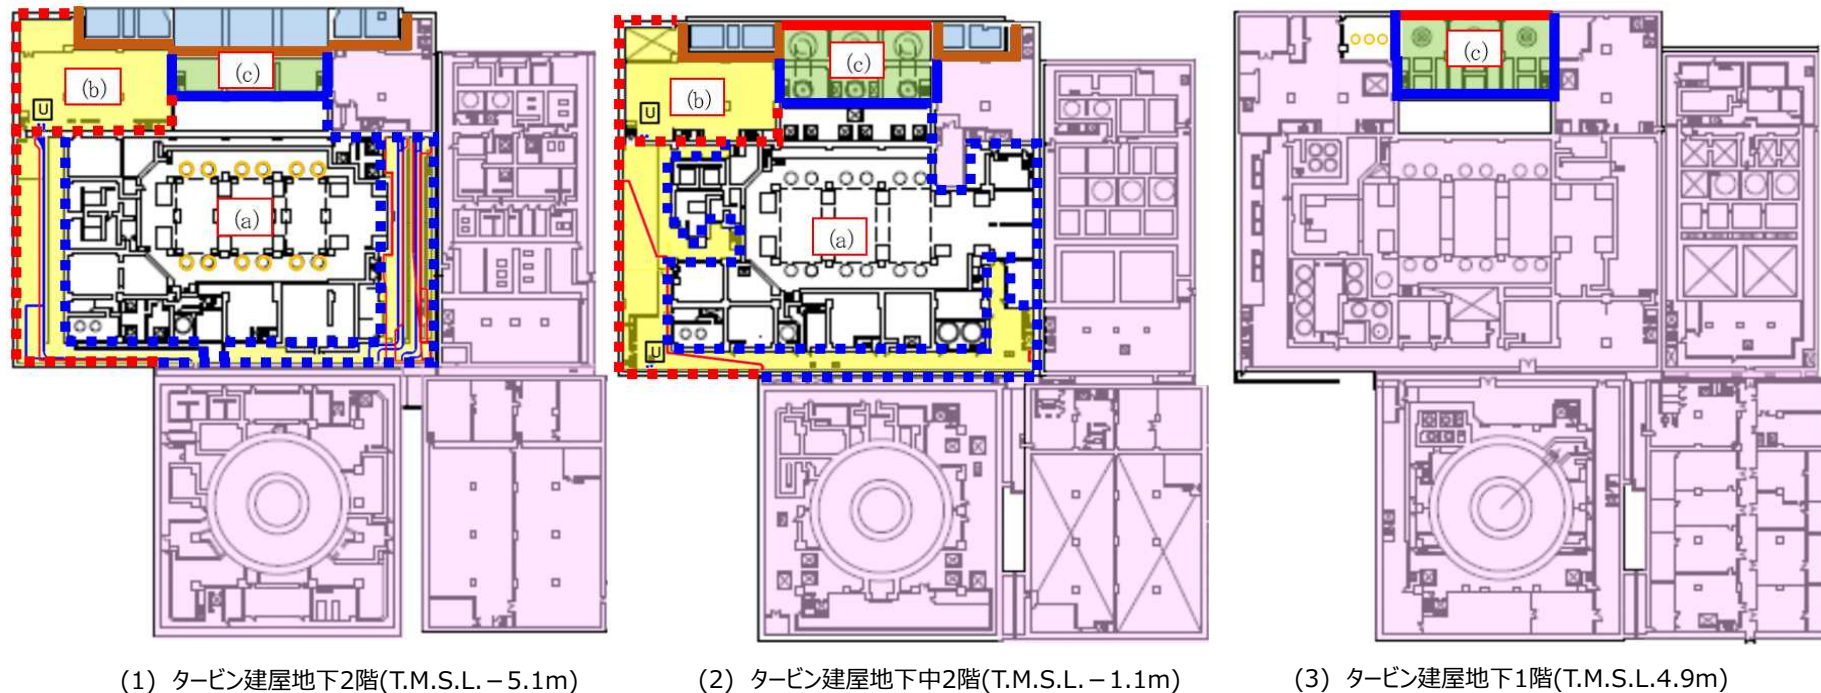 (c)
(b)
U
(a)
(c)
(b)
U
(a)
U
(c)
(1) タービン建屋地下2階(T.M.S.L.－5.1m)
(2) タービン建屋地下中2階(T.M.S.L.－1.1m)
(3) タービン建屋地下1階(T.M.S.L.4.9m)